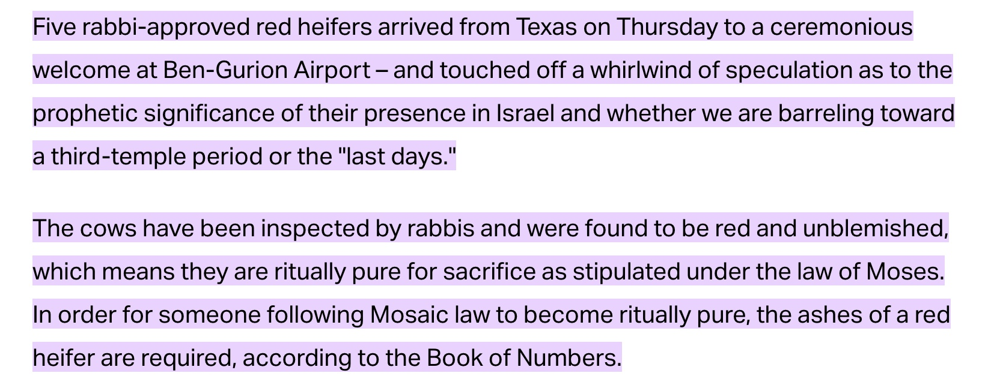 Five rabbi-approved red heifers arrived from Texas on Thursday to a ceremonious
welcome at Ben-Gurion Airport – and touched off a whirlwind of speculation as to the
prophetic significance of their presence in Israel and whether we are barreling toward
a third-temple period or the "last days."
The cows have been inspected by rabbis and were found to be red and unblemished,
which means they are ritually pure for sacrifice as stipulated under the law of Moses.
In order for someone following Mosaic law to become ritually pure, the ashes of a red
heifer are required, according to the Book of Numbers.